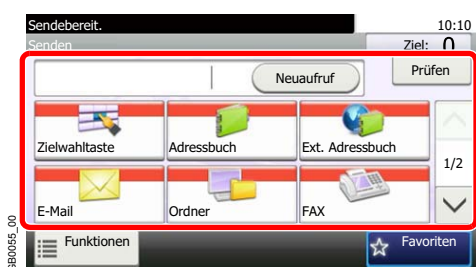 Sendebereit. 10:10
Senden Ziel: 0
Neuaufruf Prüfen
Zielwahltaste Adressbuch Ext. Adressbuch
1/2
E-Mail Ordner FAX
Funktionen Favoriten
GB0055_00